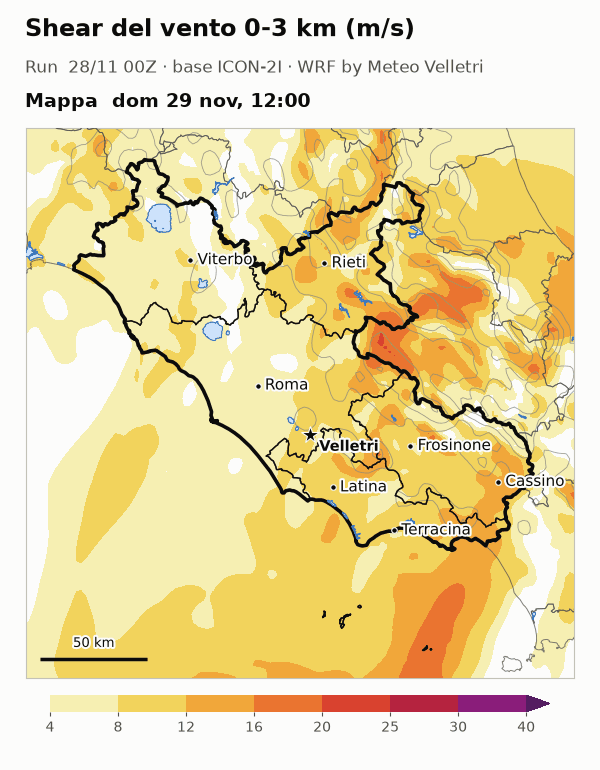 Shear del vento 0-3 km (m/s)
Run  28/11 00Z · base ICON-2I · WRF by Meteo Velletri
Mappa  dom 29 nov, 12:00
Viterbo
Rieti
Roma
Velletri
Frosinone
Cassino
Latina
Terracina
50 km
4 8 12 16 20 25 30 40